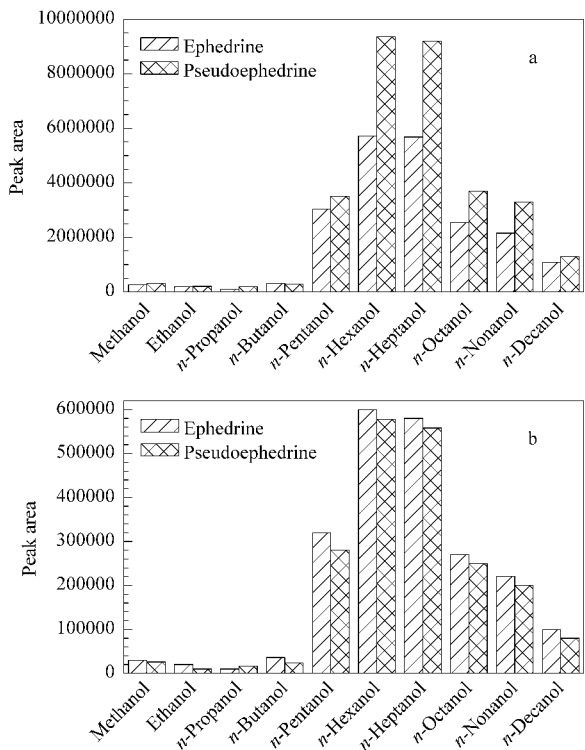 10000000
8000000
6000000
4000000
2000000
0
Peak area
Ephedrine
Pseudoephedrine
a
Methanol
Ethanol
n-Propanol
n-Butanol
n-Pentanol
n-Hexanol
n-Heptanol
n-Octanol
n-Nonanol
n-Decanol
600000
500000
400000
300000
200000
100000
0
Peak area
Ephedrine
Pseudoephedrine
b
Methanol
Ethanol
n-Propanol
n-Butanol
n-Pentanol
n-Hexanol
n-Heptanol
n-Octanol
n-Nonanol
n-Decanol